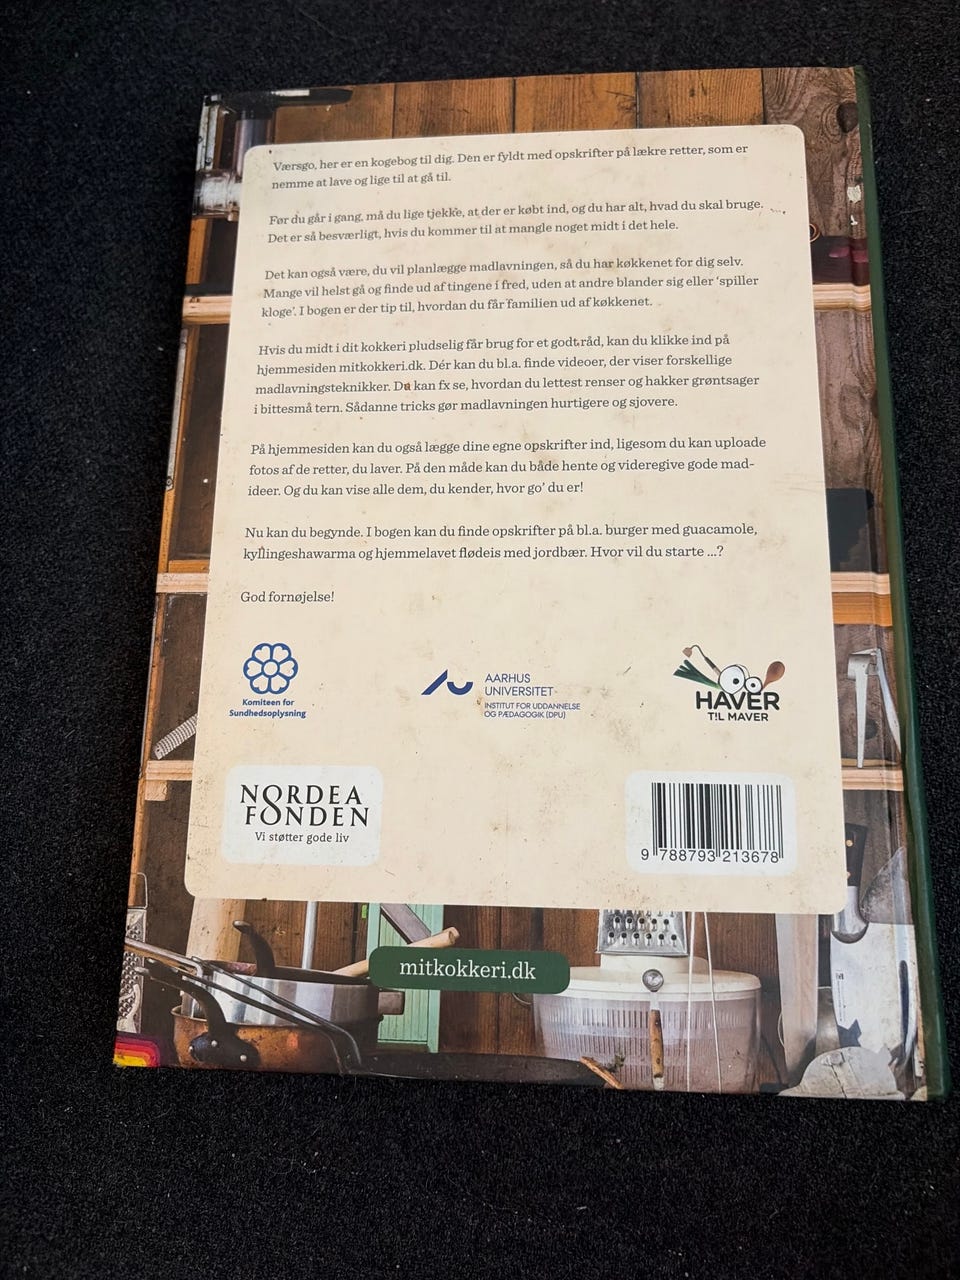 Værsgo, her er en kogebog til dig. Den er fyldt med opskrifter på lækre retter, som er
nemme at lave og lige til at gå til.
Før du går i gang, må du lige tjekke, at der er købt ind, og du har alt, hvad du skal bruge.
Det er så besværligt, hvis du kommer til at mangle noget midt i det hele.
Det kan også være, du vil planlægge madlavningen, så du har køkkenet for dig selv.
Mange vil helst gå og finde ud af tingene i fred, uden at andre blander sig eller 'spiller
kloge'. I bogen er der tip til, hvordan du får familien ud af køkkenet.
Hvis du midt i dit kokkeri pludselig får brug for et godt råd, kan du klikke ind på
hjemmesiden mitkokkeri.dk. Dér kan du bl.a. finde videoer, der viser forskellige
madlavningsteknikker. Du kan fx se, hvordan du lettest renser og hakker grøntsager
i bittesmå tern. Sådanne tricks gør madlavningen hurtigere og sjovere.
På hjemmesiden kan du også lægge dine egne opskrifter ind, ligesom du kan uploade
fotos af de retter, du laver. På den måde kan du både hente og videregive gode mad-
ideer. Og du kan vise alle dem, du kender, hvor go' du er!
Nu kan du begynde. I bogen kan du finde opskrifter på bl.a. burger med guacamole,
kyllingeshawarma og hjemmelavet flødeis med jordbær. Hvor vil du starte ...?
God fornøjelse!
Komiteen for
Sundhedsoplysning
AARHUS
UNIVERSITET
INSTITUT FOR UDDANNELSE
OG PÆDAGOGIK (DPU)
HAVER
T!L MAVER
NORDEA
FONDEN
Vi støtter gode liv
9 788793 213678
mitkokkeri.dk